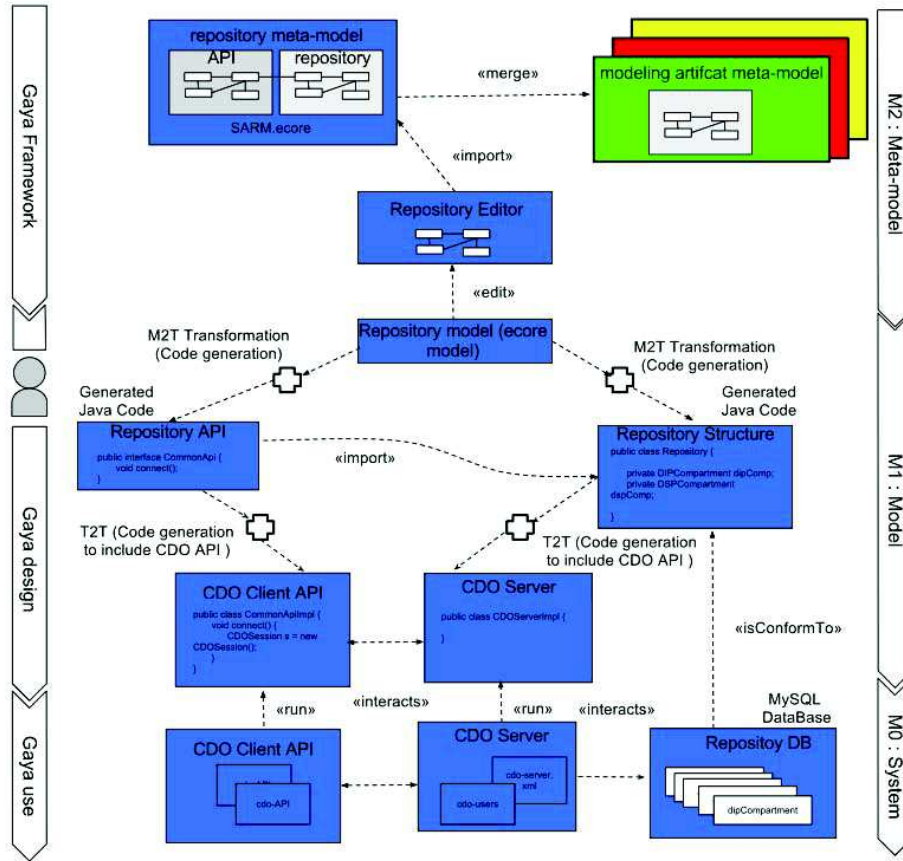 repository meta-model
API
repository
SARM.ecore
«merge»
modeling artifcat meta-model
«import»
Gaya Framework
M2 : Meta-model
Repository Editor
«edit»
Repository model (ecore
model)
M2T Transformation
(Code generation)
M2T Transformation
(Code generation)
Generated
Java Code
Generated
Java Code
Repository API
public interface CommonApi {
void connect();
}
«import»
Repository Structure
public class Repository {
private DIPCompartment dipComp;
private DSPCompartment
dspComp;
}
Gaya design
M1 : Model
T2T (Code generation
to include CDO API )
T2T (Code generation
to include CDO API )
CDO Client API
public class CommonApiImpl {
void connect() {
CDOSession s = new
CDOSession();
}
}
CDO Server
public class CDOServerImpl {
}
«isConformTo»
«run»
«interacts»
«run»
«interacts»
MySQL
DataBase
Gaya use
M0 : System
CDO Client API
cdo-API
CDO Server
cdo-server.
xml
cdo-users
Repositoy DB
dipCompartment